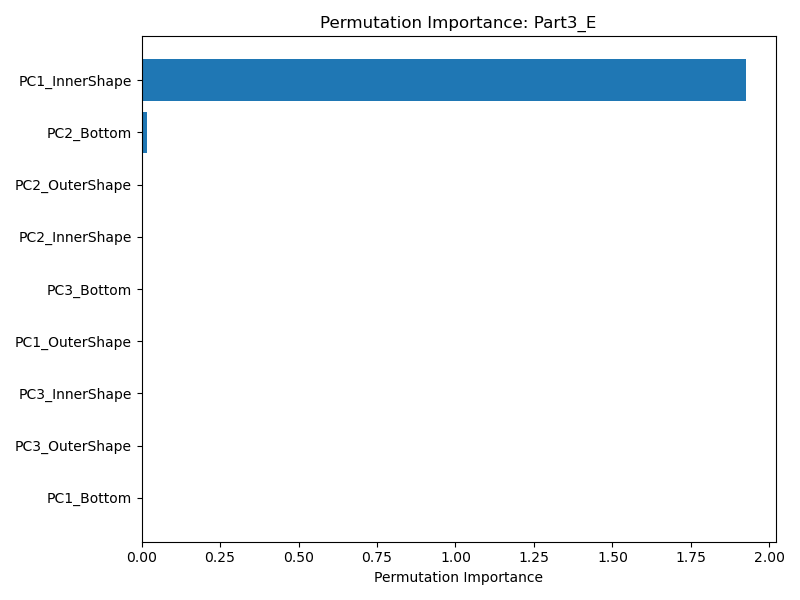 Permutation Importance: Part3_E
PC1_InnerShape
PC2_Bottom
PC2_OuterShape
PC2_InnerShape
PC3_Bottom
PC1_OuterShape
PC3_InnerShape
PC3_OuterShape
PC1_Bottom
0.00 0.25 0.50 0.75 1.00 1.25 1.50 1.75 2.00
Permutation Importance